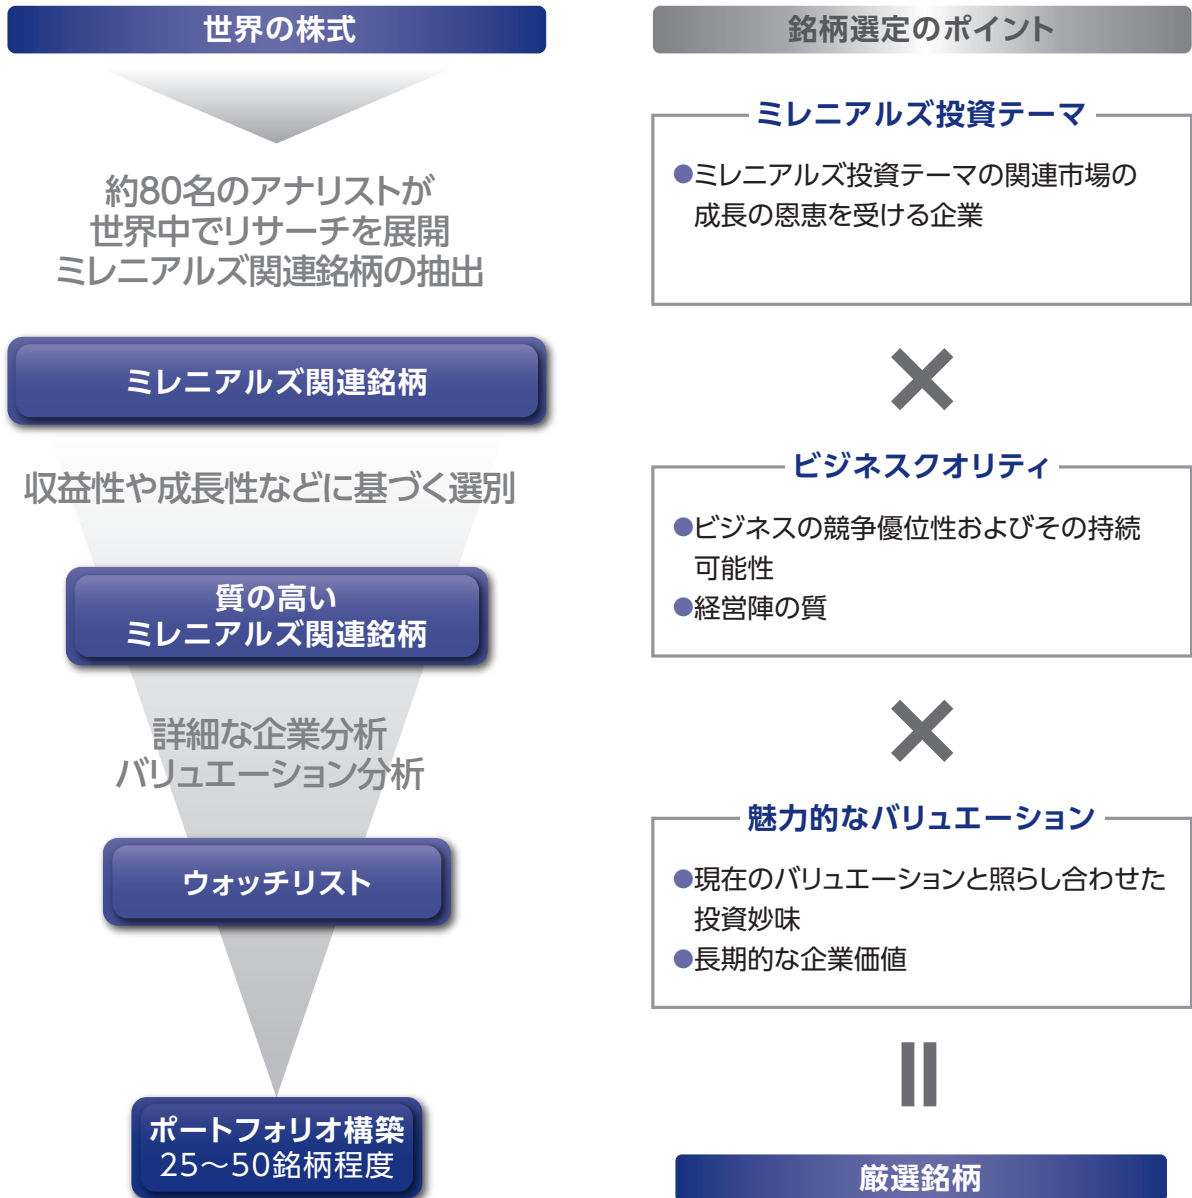 世界の株式
約80名のアナリストが
世界中でリサーチを展開
ミレニアルズ関連銘柄の抽出
ミレニアルズ関連銘柄
収益性や成長性などに基づく選別
質の高い
ミレニアルズ関連銘柄
詳細な企業分析
バリュエーション分析
ウォッチリスト
ポートフォリオ構築
25～50銘柄程度
銘柄選定のポイント
ミレニアルズ投資テーマ
●ミレニアルズ投資テーマの関連市場の
成長の恩恵を受ける企業
×
ビジネスクオリティ
●ビジネスの競争優位性およびその持続
可能性
●経営陣の質
×
魅力的なバリュエーション
●現在のバリュエーションと照らし合わせた
投資妙味
●長期的な企業価値
||
厳選銘柄